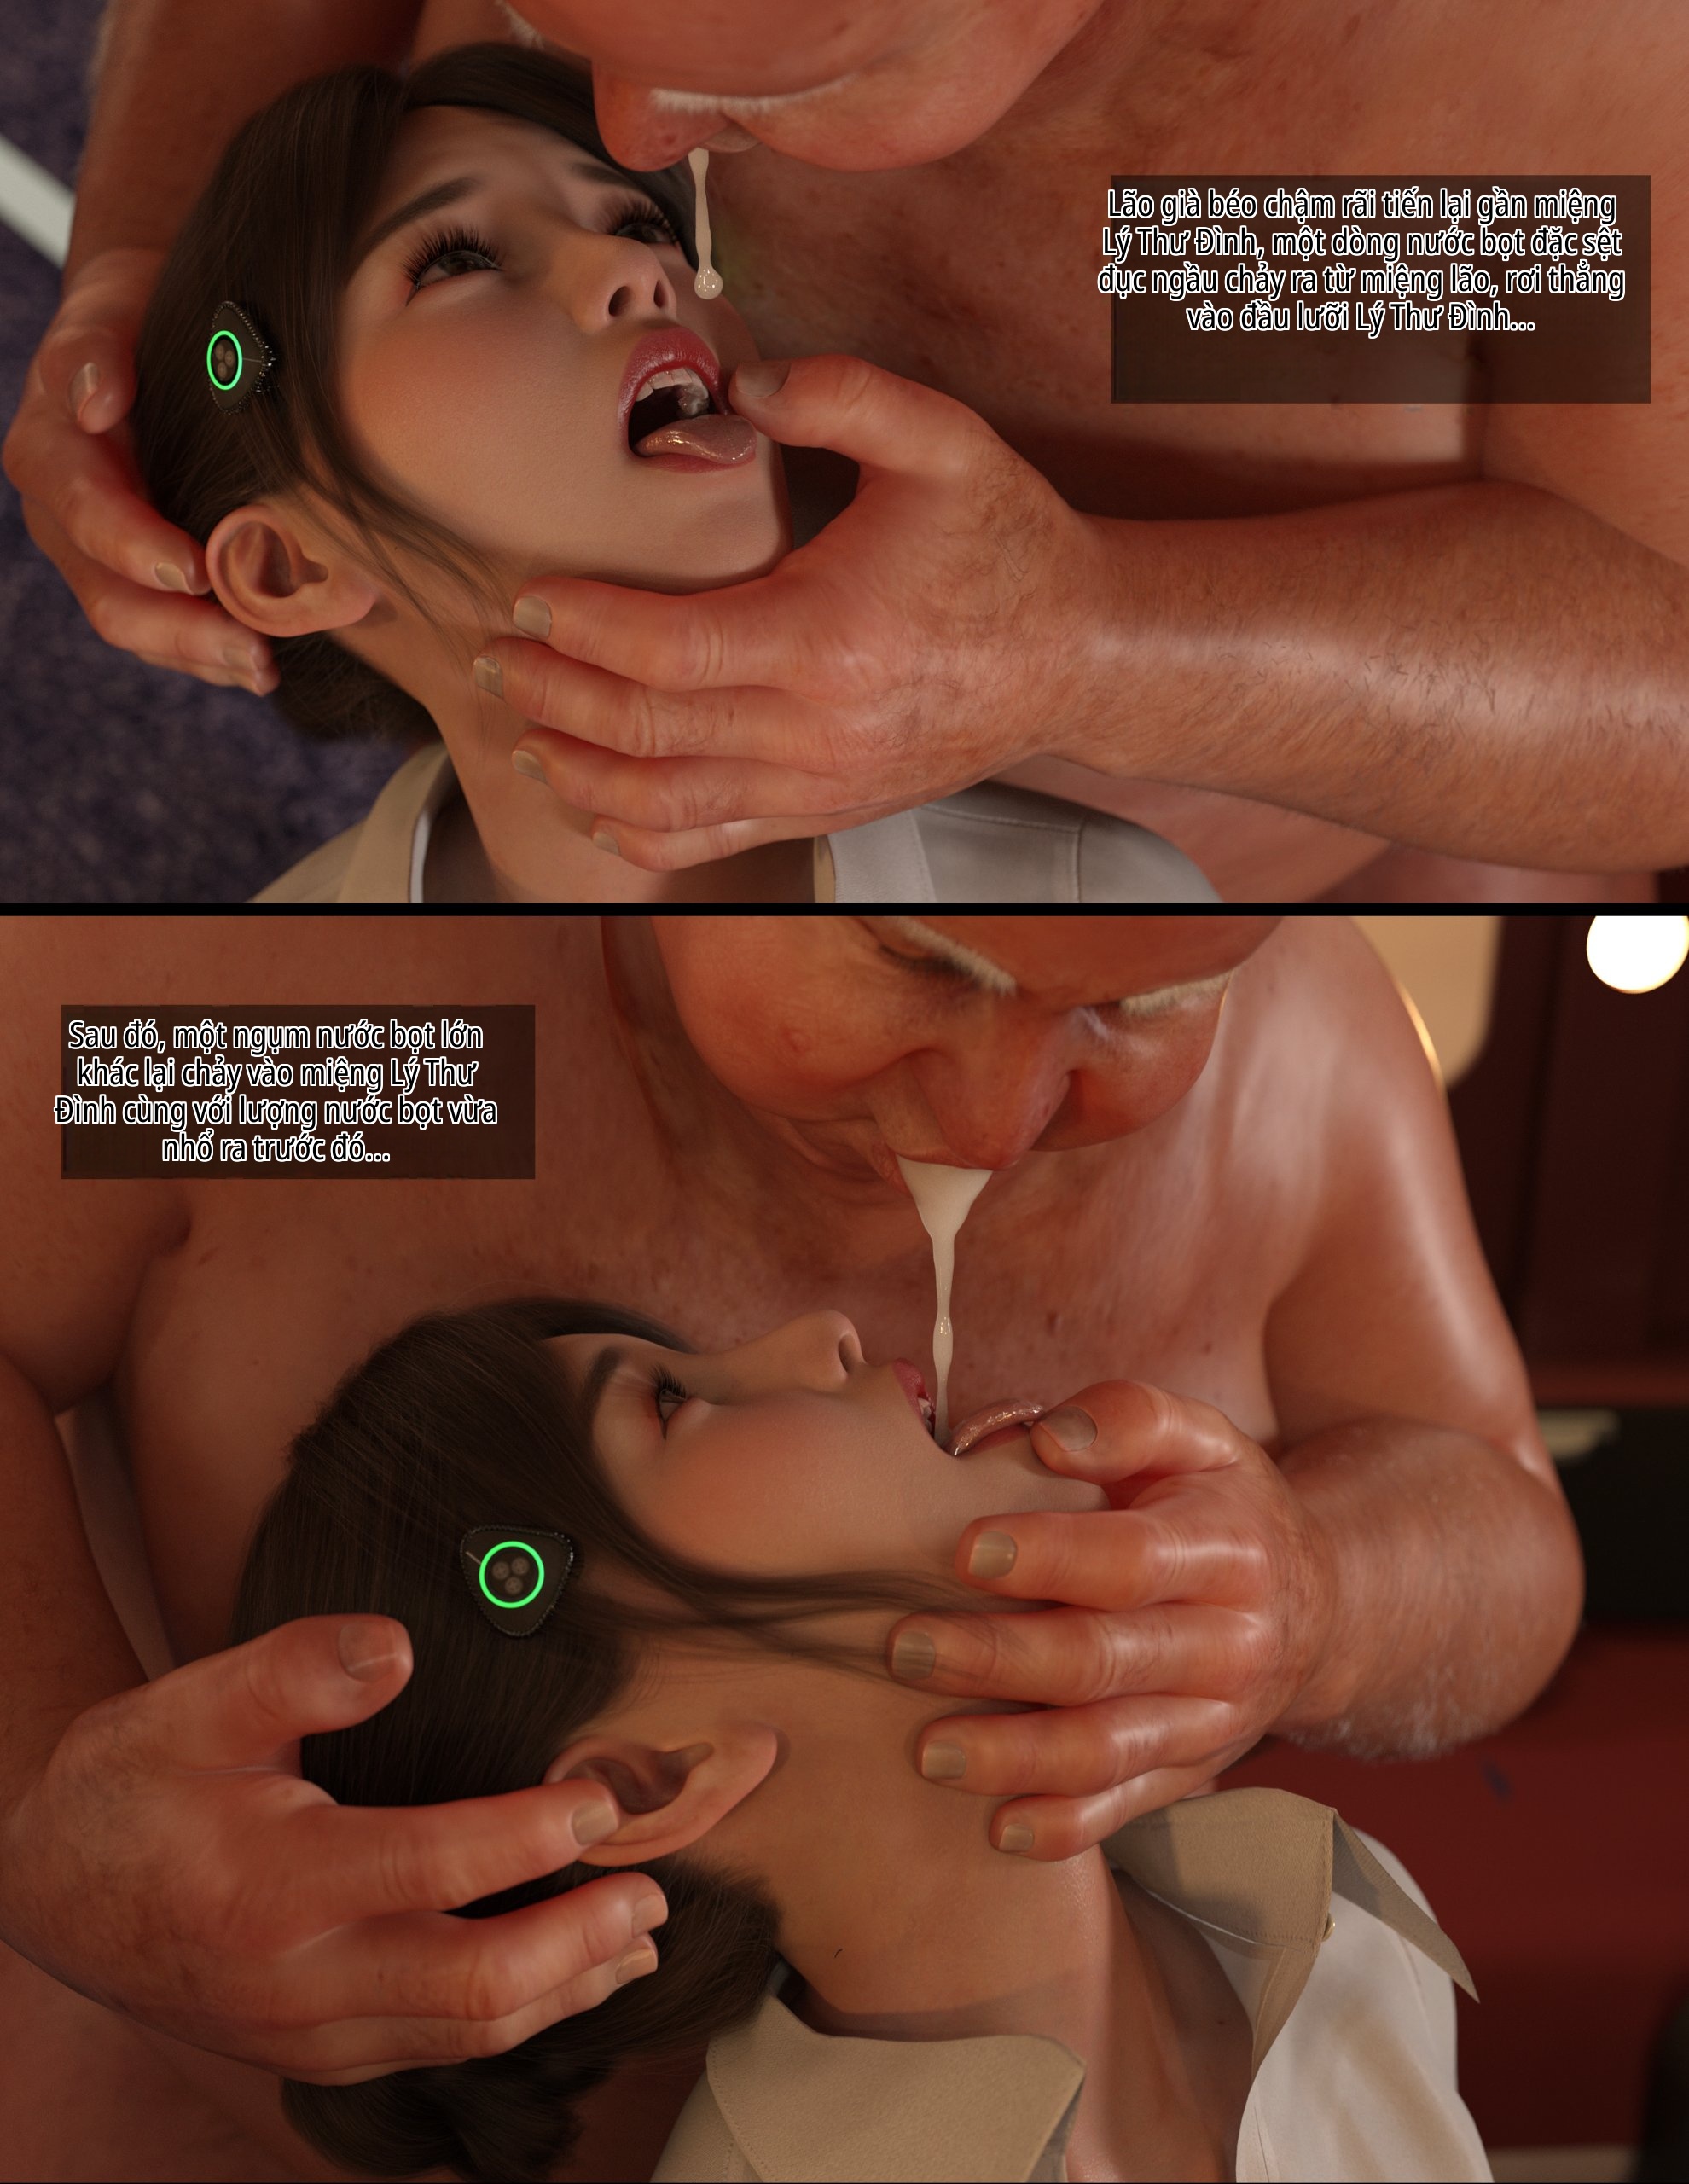 Lão già béo chậm rãi tiến lại gần miệng
Lý Thư Đình, một dòng nước bọt đặc sệt
đục ngầu chảy ra từ miệng lão, rơi thẳng
vào đầu lưỡi Lý Thư Đình...
Sau đó, một ngụm nước bọt lớn
khác lại chảy vào miệng Lý Thư
Đình cùng với lượng nước bọt vừa
nhổ ra trước đó...